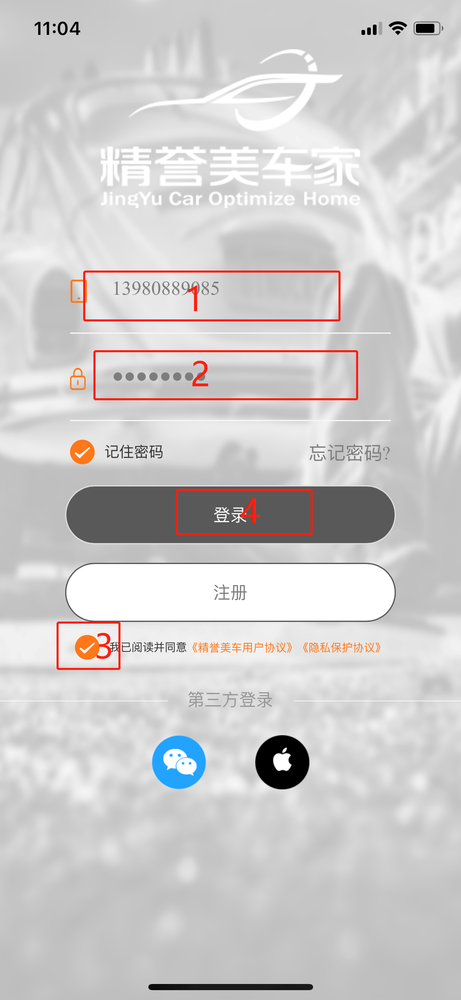 11:04
精誉美车家
JingYu Car Optimize Home
13980889085
1
2
记住密码
忘记密码?
登录
4
注册
3
我已阅读并同意《精誉美车用户协议》《隐私保护协议》
第三方登录